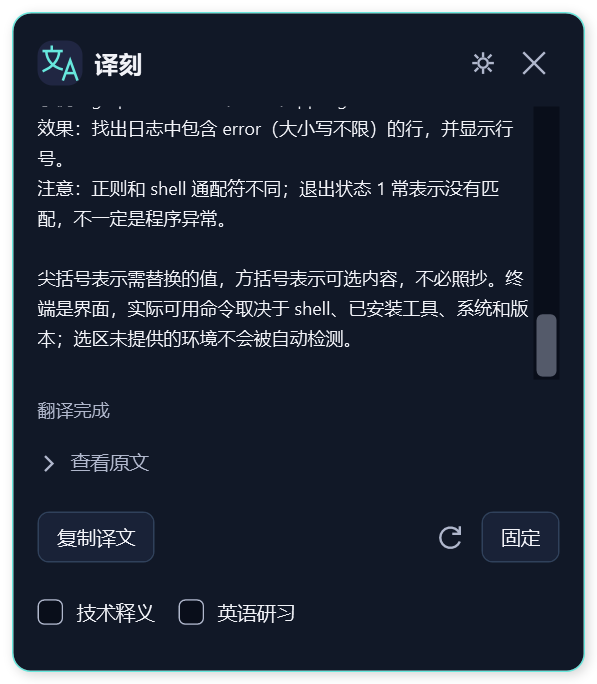 译刻
效果：找出日志中包含 error（大小写不限）的行，并显示行
号。
注意：正则和 shell 通配符不同；退出状态 1 常表示没有匹
配，不一定是程序异常。
尖括号表示需替换的值，方括号表示可选内容，不必照抄。终
端是界面，实际可用命令取决于 shell、已安装工具、系统和版
本；选区未提供的环境不会被自动检测。
翻译完成
查看原文
复制译文
固定
技术释义
英语研习